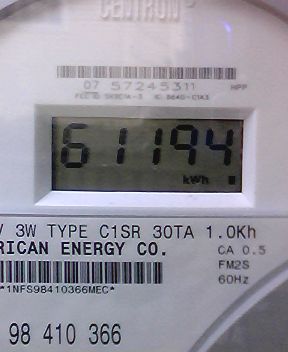 CENTRON
07 57245311
HPP
61194
kWh
V 3W TYPE C1SR 30TA 1.0Kh
RICAN ENERGY CO.
CA 0.5
FM2S
60Hz
*1NFS98410366MEC*
98 410 366